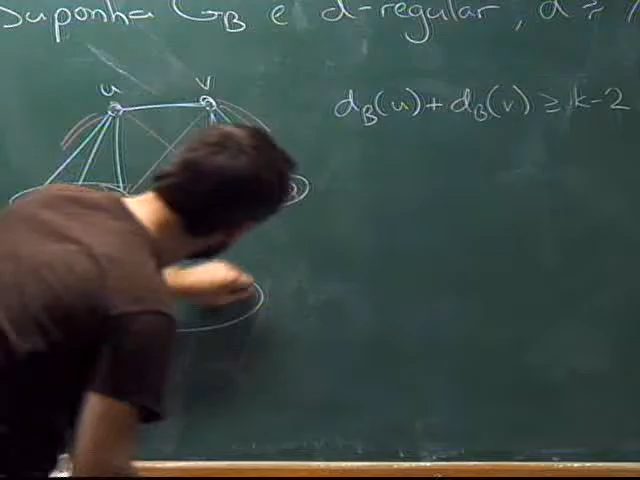 Suponha G_B é d-regular, d ≥
u v
d_B(u) + d_B(v) ≥ k-2